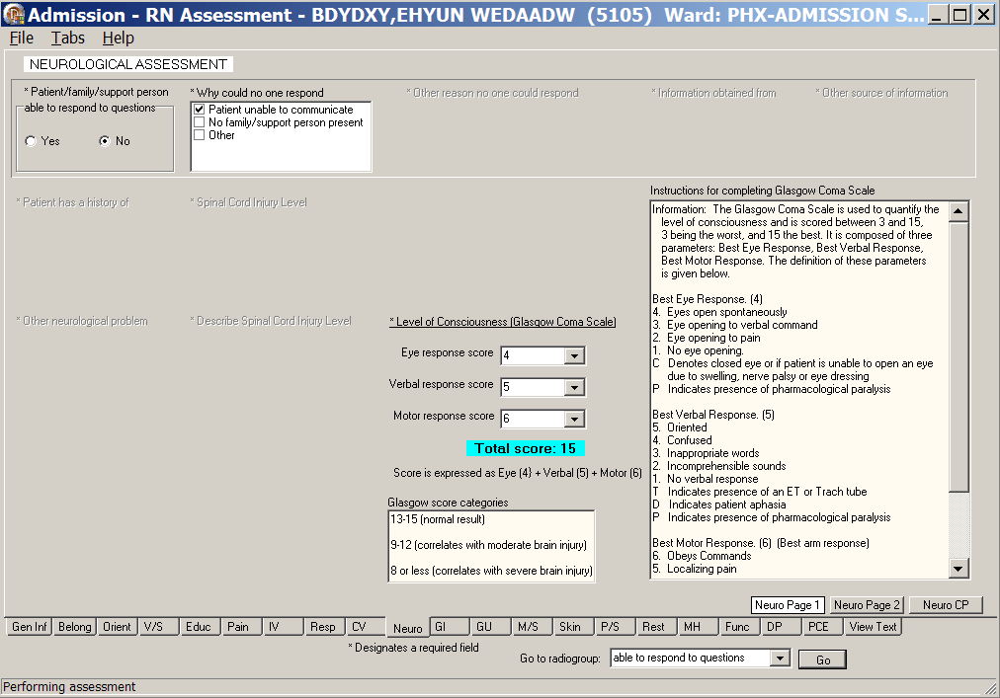 Admission - RN Assessment - BDYDXY,EHYUN WEDAADW (5105) Ward: PHX-ADMISSION S...
File Tabs Help
NEUROLOGICAL ASSESSMENT
* Patient/family/support person
able to respond to questions
Yes No
* Why could no one respond
Patient unable to communicate
No family/support person present
Other
* Other reason no one could respond
* Information obtained from
* Other source of information
* Patient has a history of
* Spinal Cord Injury Level
* Other neurological problem
* Describe Spinal Cord Injury Level
* Level of Consciousness (Glasgow Coma Scale)
Eye response score 4
Verbal response score 5
Motor response score 6
Total score: 15
Score is expressed as Eye (4} + Verbal (5) + Motor (6)
Glasgow score categories
13-15 (normal result)
9-12 (correlates with moderate brain injury)
8 or less (correlates with severe brain injury)
Instructions for completing Glasgow Coma Scale
Information: The Glasgow Coma Scale is used to quantify the
level of consciousness and is scored between 3 and 15,
3 being the worst, and 15 the best. It is composed of three
parameters: Best Eye Response, Best Verbal Response,
Best Motor Response. The definition of these parameters
is given below.
Best Eye Response. (4)
4. Eyes open spontaneously
3. Eye opening to verbal command
2. Eye opening to pain
1. No eye opening.
C Denotes closed eye or if patient is unable to open an eye
due to swelling, nerve palsy or eye dressing
P Indicates presence of pharmacological paralysis
Best Verbal Response. (5)
5. Oriented
4. Confused
3. Inappropriate words
2. Incomprehensible sounds
1. No verbal response
T Indicates presence of an ET or Trach tube
D Indicates patient aphasia
P Indicates presence of pharmacological paralysis
Best Motor Response. (6) (Best arm response)
6. Obeys Commands
5. Localizing pain
Neuro Page 1 Neuro Page 2 Neuro CP
Gen Inf Belong Orient V/S Educ Pain IV Resp CV Neuro GI GU M/S Skin P/S Rest MH Func DP PCE View Text
* Designates a required field
Go to radiogroup: able to respond to questions Go
Performing assessment